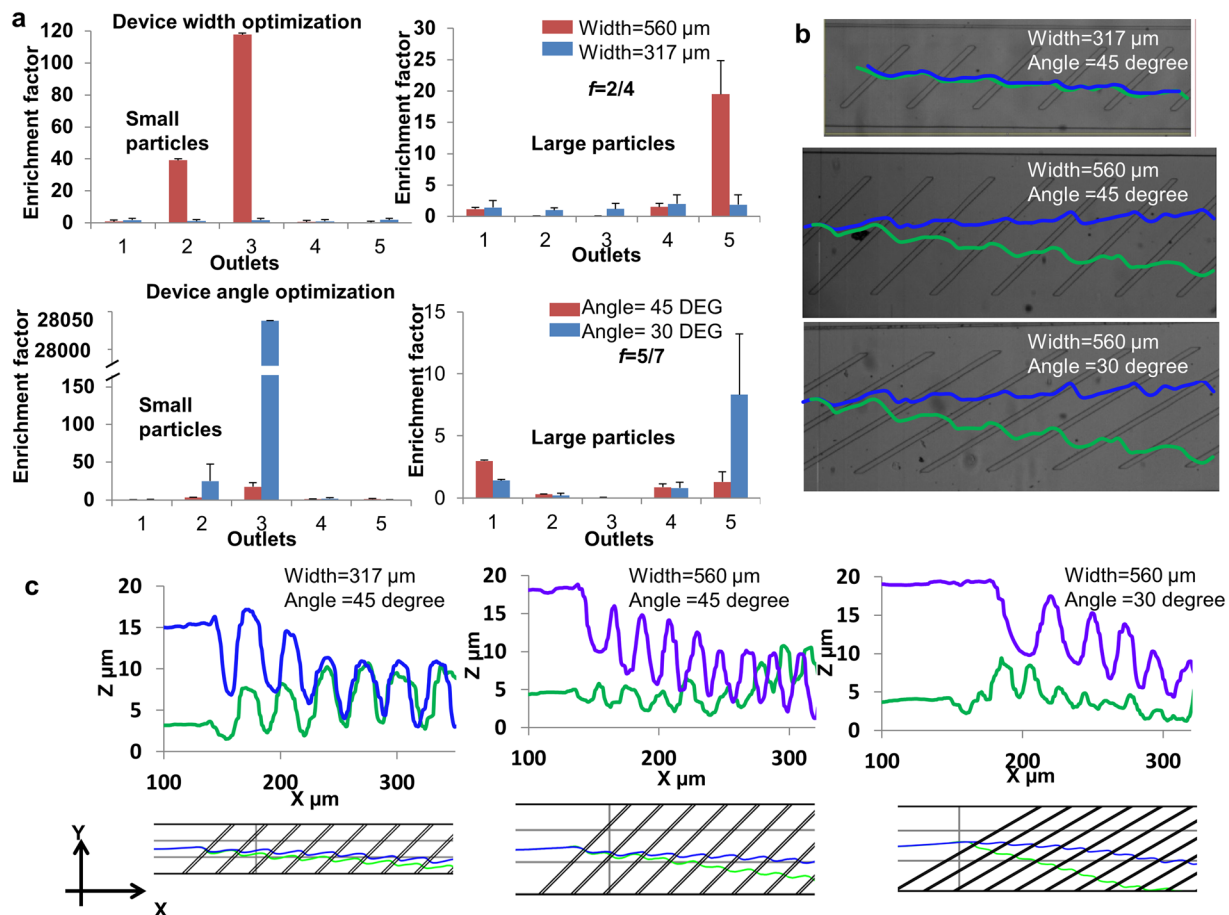 a
Device width optimization
Enrichment factor
120
100
80
60
40
20
0
Small
particles
1 2 3 4 5
Outlets
Enrichment factor
30
25
20
15
10
5
0
Width=560 µm
Width=317 µm
f=2/4
Large particles
1 2 3 4 5
Outlets
Device angle optimization
Enrichment factor
28050
28000
150
100
50
0
Small
particles
1 2 3 4 5
Outlets
Enrichment factor
15
10
5
0
Angle= 45 DEG
Angle= 30 DEG
f=5/7
Large particles
1 2 3 4 5
Outlets
b
Width=317 µm
Angle =45 degree
Width=560 µm
Angle =45 degree
Width=560 µm
Angle =30 degree
c
Width=317 µm
Angle =45 degree
Z µm
20
15
10
5
0
100 200 300
X µm
Width=560 µm
Angle =45 degree
Z µm
20
15
10
5
0
100 200 300
Width=560 µm
Angle =30 degree
Z µm
20
15
10
5
0
100 200 300
Y
X